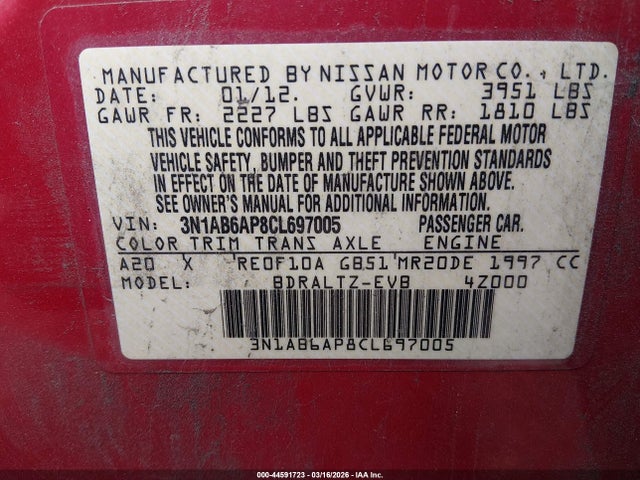 MANUFACTURED BY NISSAN MOTOR CO., LTD.
DATE: 01/12. GVWR: 3951 LBS
GAWR FR: 2227 LBS GAWR RR: 1810 LBS
THIS VEHICLE CONFORMS TO ALL APPLICABLE FEDERAL MOTOR
VEHICLE SAFETY, BUMPER AND THEFT PREVENTION STANDARDS
IN EFFECT ON THE DATE OF MANUFACTURE SHOWN ABOVE.
SEE OWNER'S MANUAL FOR ADDITIONAL INFORMATION.
VIN: 3N1AB6AP8CL697005 PASSENGER CAR.
COLOR TRIM TRANS AXLE ENGINE
A20 X RE0F10A GB51 MR20DE 1997 CC
MODEL: BDRALTZ-EVB 4Z000
3N1AB6AP8CL697005
000-44591723 | 03/16/2026 | IAA Inc.